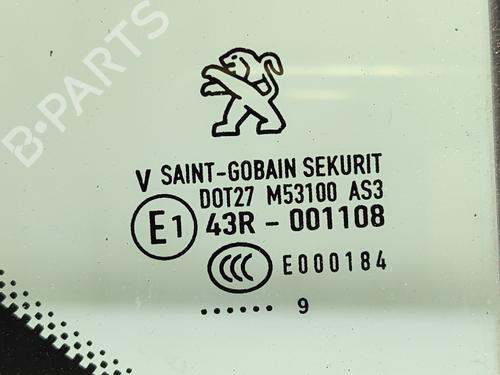 B-PARTS
V SAINT-GOBAIN SEKURIT
DOT27 M53100 AS3
E1 43R - 001108
CCC E000184
...... 9